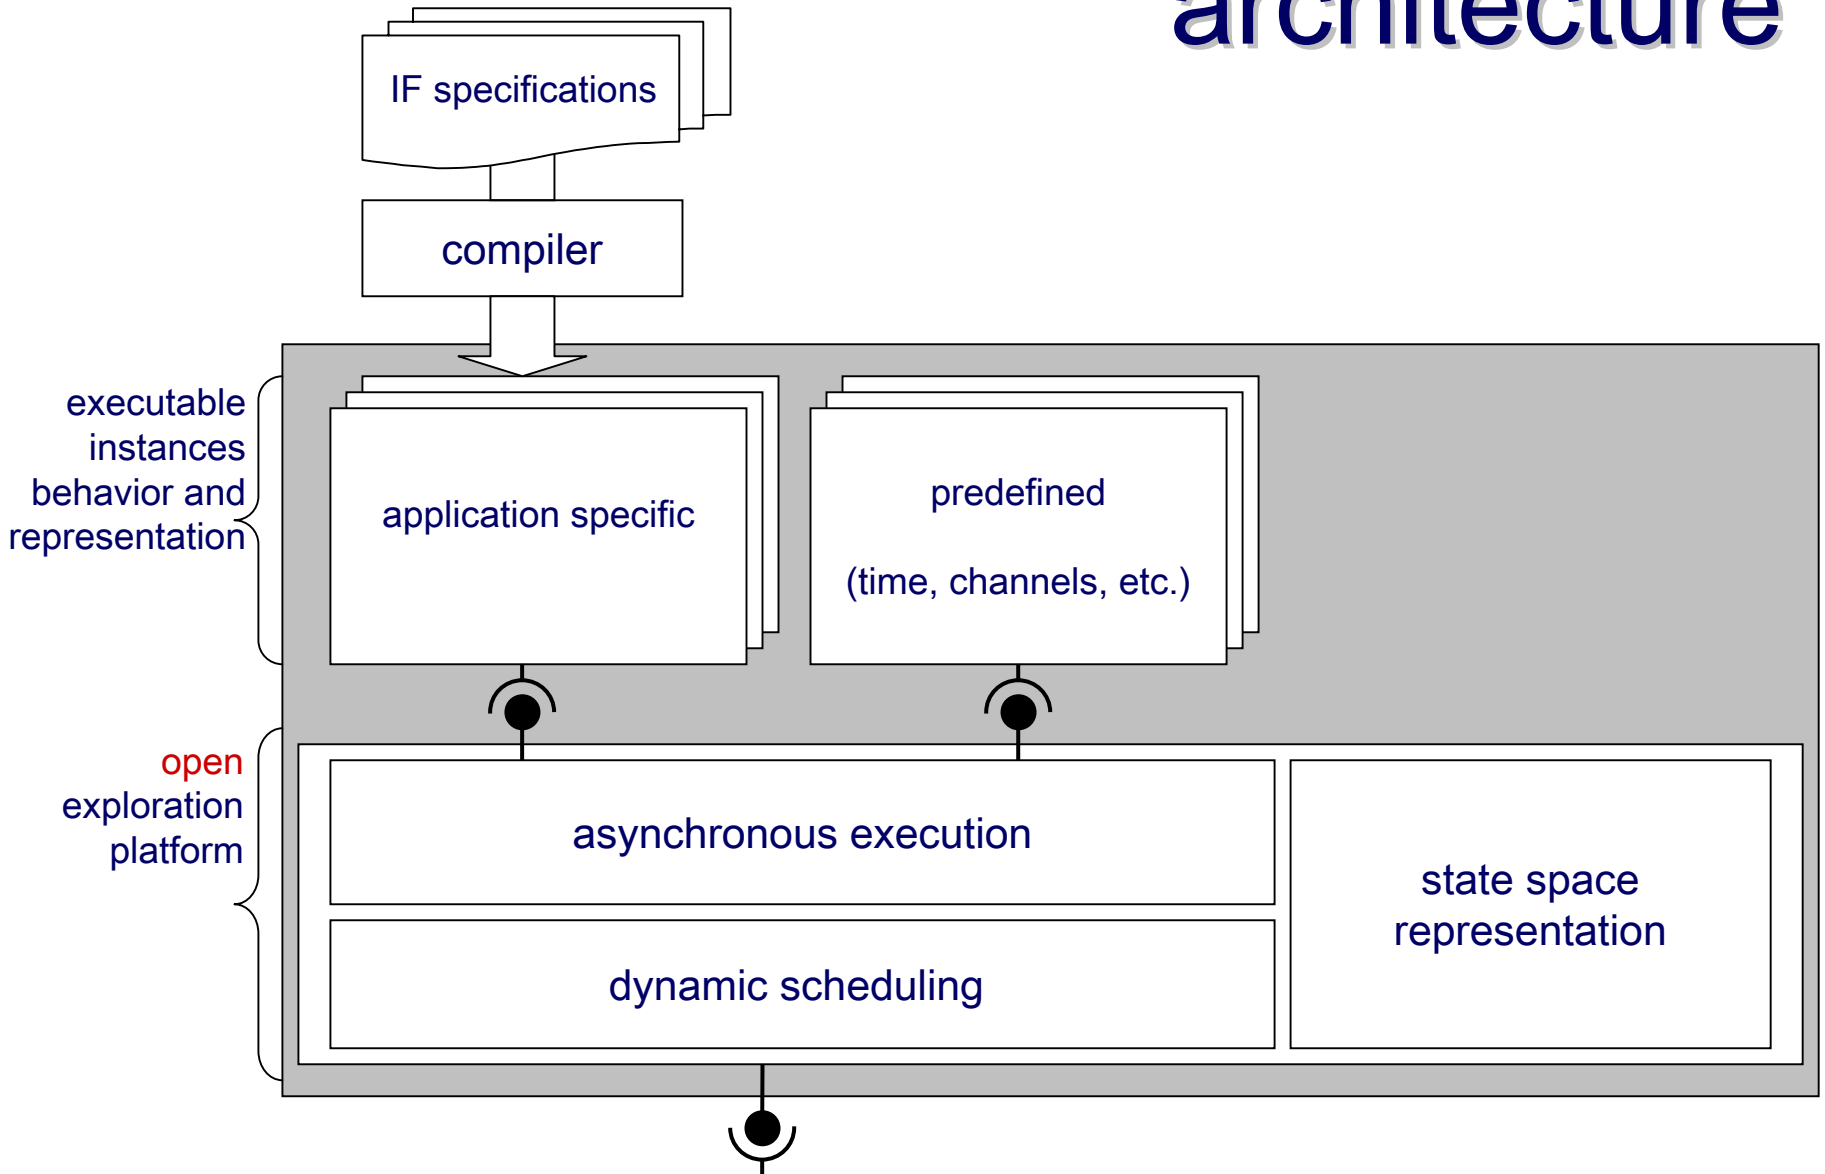 architecture
IF specifications
compiler
executable
instances
behavior and
representation
application specific
predefined
(time, channels, etc.)
open
exploration
platform
asynchronous execution
state space
representation
dynamic scheduling